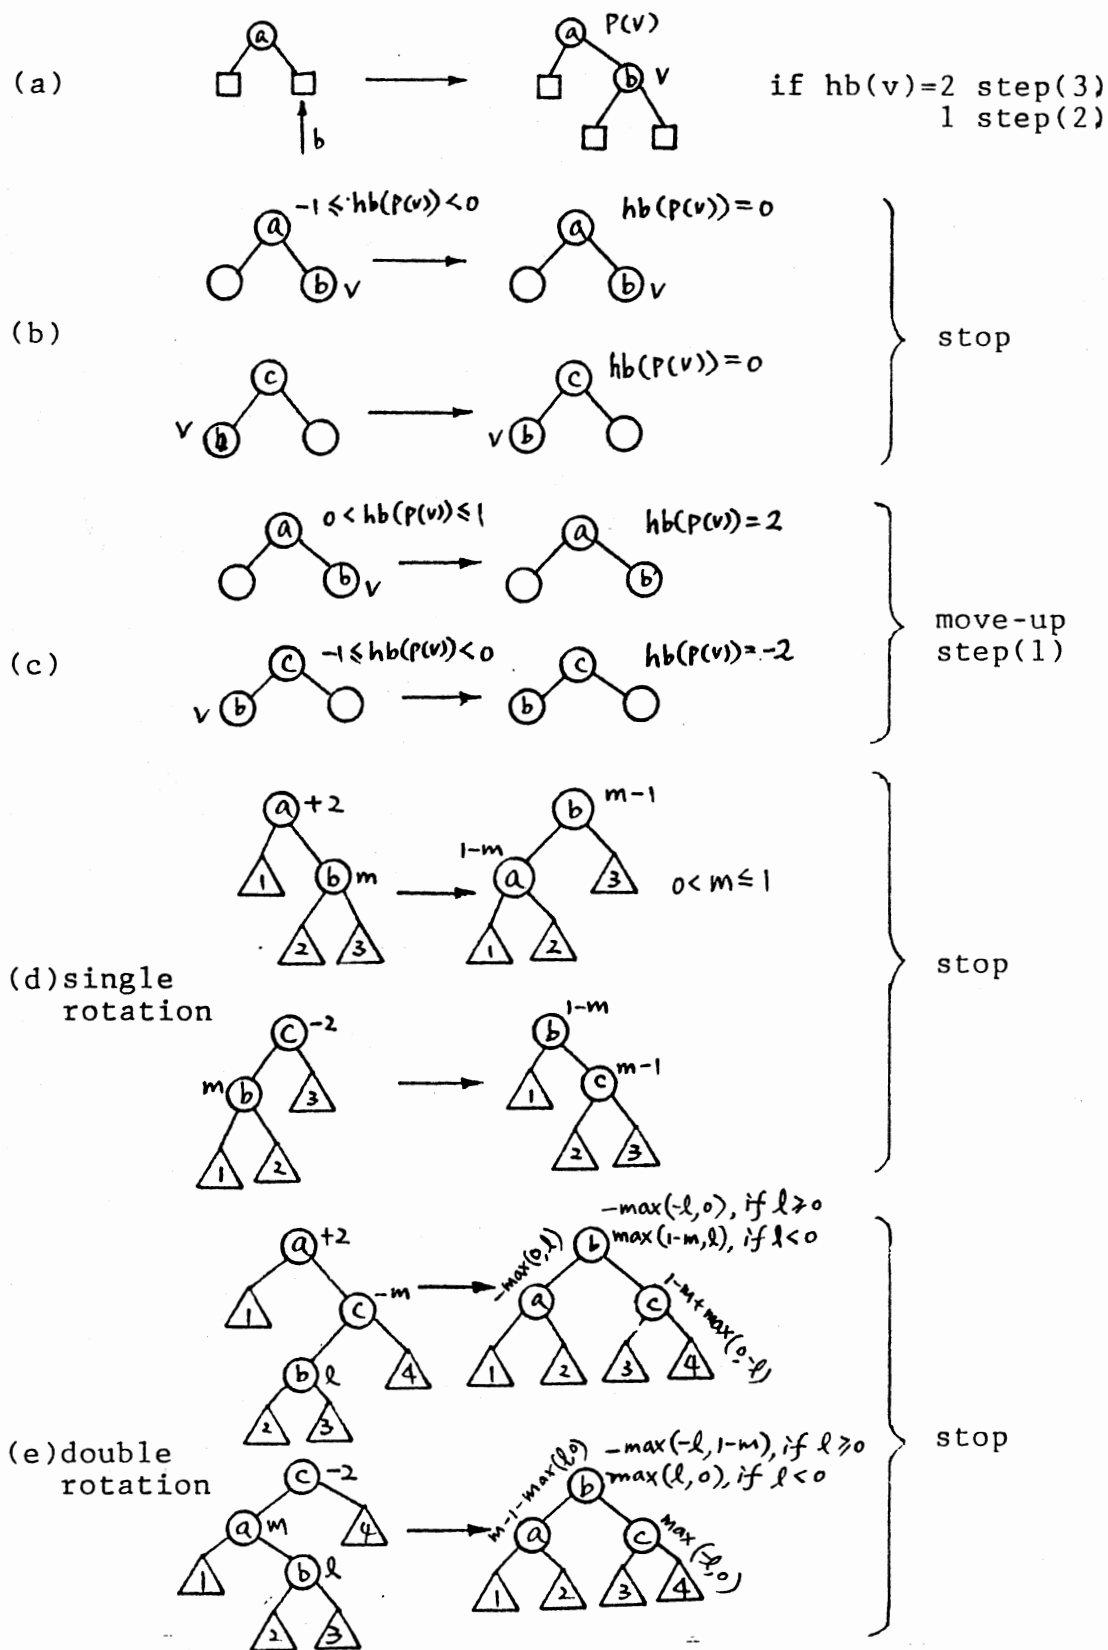 (a)
a
P(v)
b
v
b
if hb(v)=2 step(3)
1 step(2)
(b)
-1 ≤ hb(P(v)) < 0
hb(P(v)) = 0
a
b v
a
b v
hb(P(v)) = 0
c
v b
c
v b
stop
(c)
0 < hb(P(v)) ≤ 1
hb(P(v)) = 2
a
b v
a
b
-1 ≤ hb(P(v)) < 0
hb(P(v)) = -2
c
v b
c
b
move-up
step(1)
(d) single
rotation
a +2
1
b m
2 3
b m-1
1-m
a
3
1 2
0 < m ≤ 1
c -2
m b
3
1 2
b 1-m
1
c m-1
2 3
stop
(e) double
rotation
a +2
1
c -m
b l
4
2 3
-max(-l, 0), if l ≥ 0
max(1-m, l), if l < 0
b
-max(0, l)
a
c
1-m+max(0, -l)
1 2 3 4
c -2
a m
4
1
b l
2 3
-max(-l, 1-m), if l ≥ 0
max(l, 0), if l < 0
b
m-1-max(l, 0)
a
c
max(-l, 0)
1 2 3 4
stop